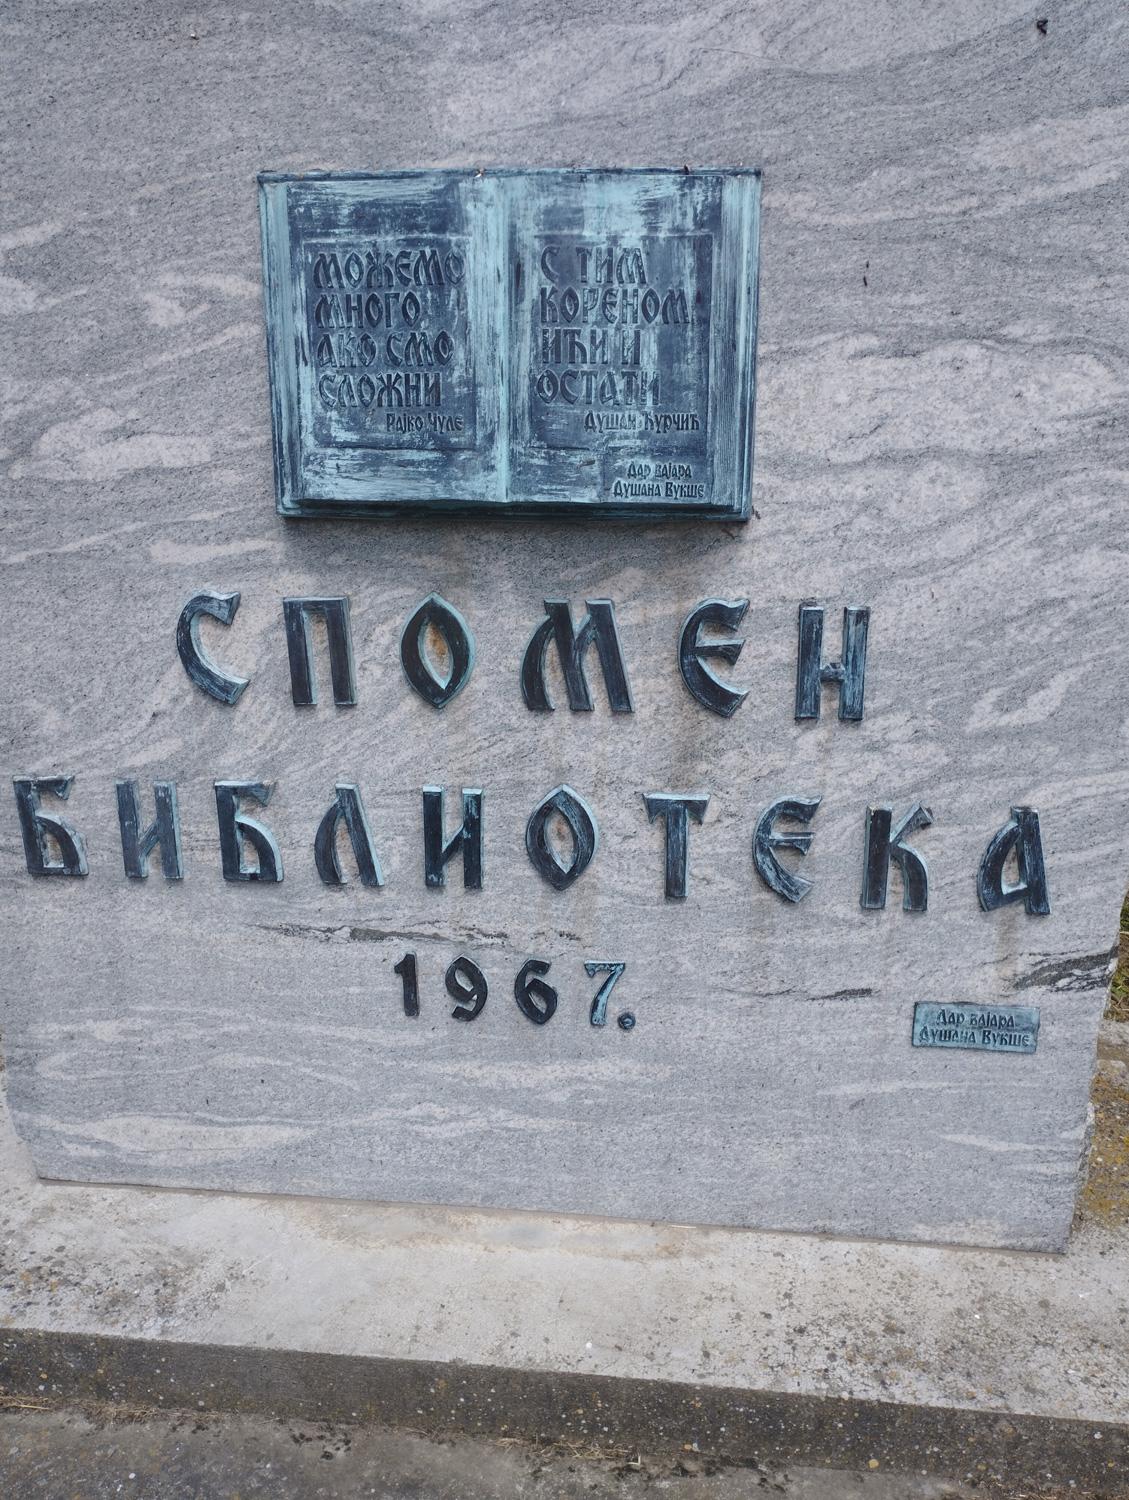 МОЖЕМО
МНОГО
АКО СМО
СЛОЖНИ
Рајко Чуле
С ТИМ
КОРЕНОМ
ИЋИ И
ОСТАТИ
Душан Ћурчић
Дар вајара
Душана Вукше
СПОМЕН
БИБЛИОТЕКА
1967.
Дар вајара
Душана Вукше